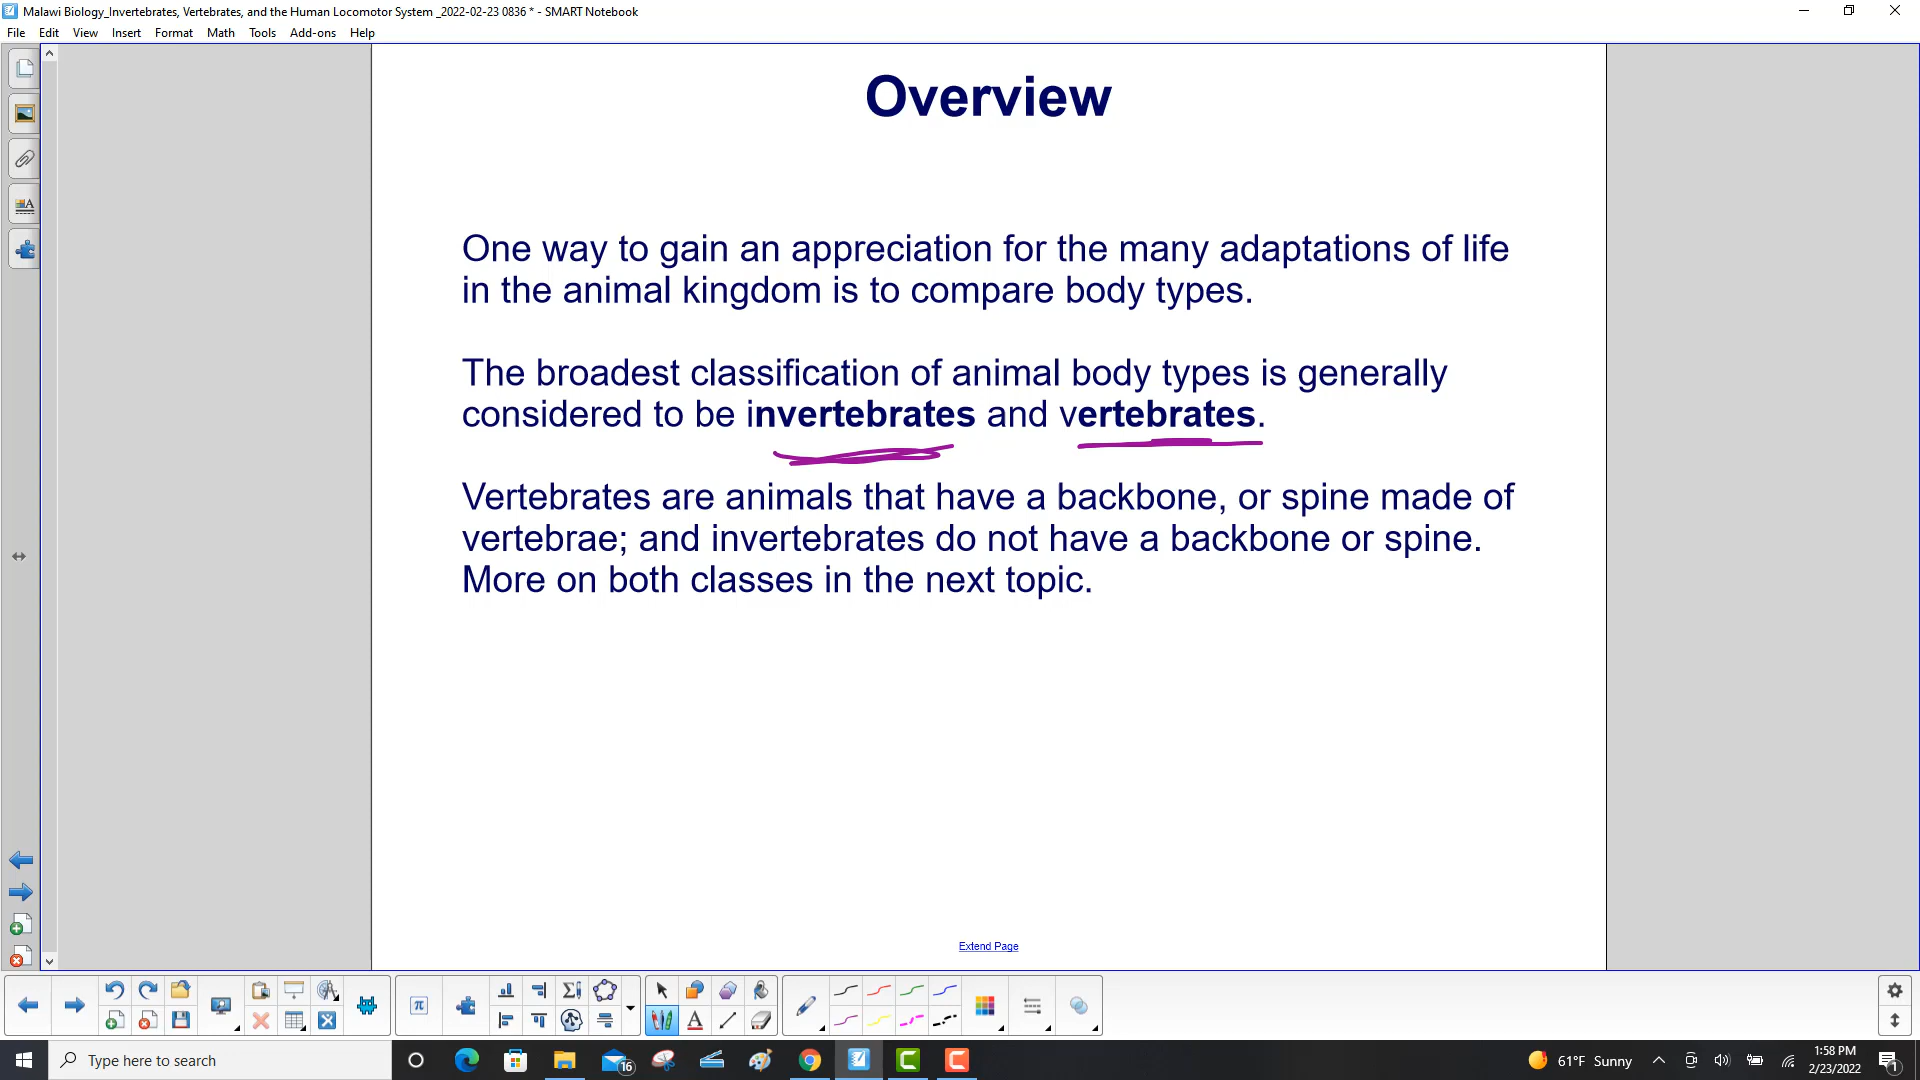 Malawi Biology_Invertebrates, Vertebrates, and the Human Locomotor System _2022-02-23 0836 * - SMART Notebook
File Edit View Insert Format Math Tools Add-ons Help
Overview
One way to gain an appreciation for the many adaptations of life
in the animal kingdom is to compare body types.
The broadest classification of animal body types is generally
considered to be invertebrates and vertebrates.
Vertebrates are animals that have a backbone, or spine made of
vertebrae; and invertebrates do not have a backbone or spine.
More on both classes in the next topic.
Extend Page
Type here to search
16
61°F Sunny
1:58 PM
2/23/2022
1